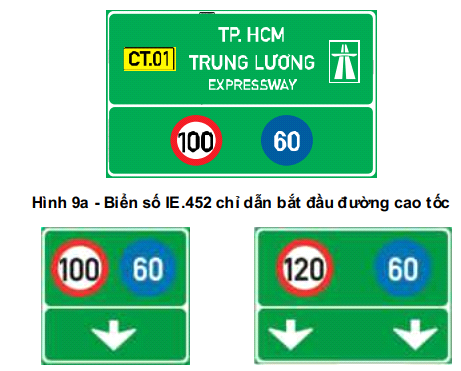 TP. HCM
CT.01 TRUNG LƯƠNG
EXPRESSWAY
100 60
Hình 9a - Biển số IE.452 chỉ dẫn bắt đầu đường cao tốc
100 60
120 60